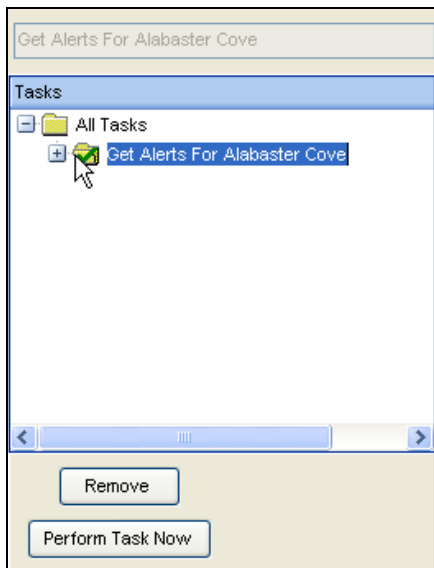 Get Alerts For Alabaster Cove
Tasks
All Tasks
Get Alerts For Alabaster Cove
Remove
Perform Task Now